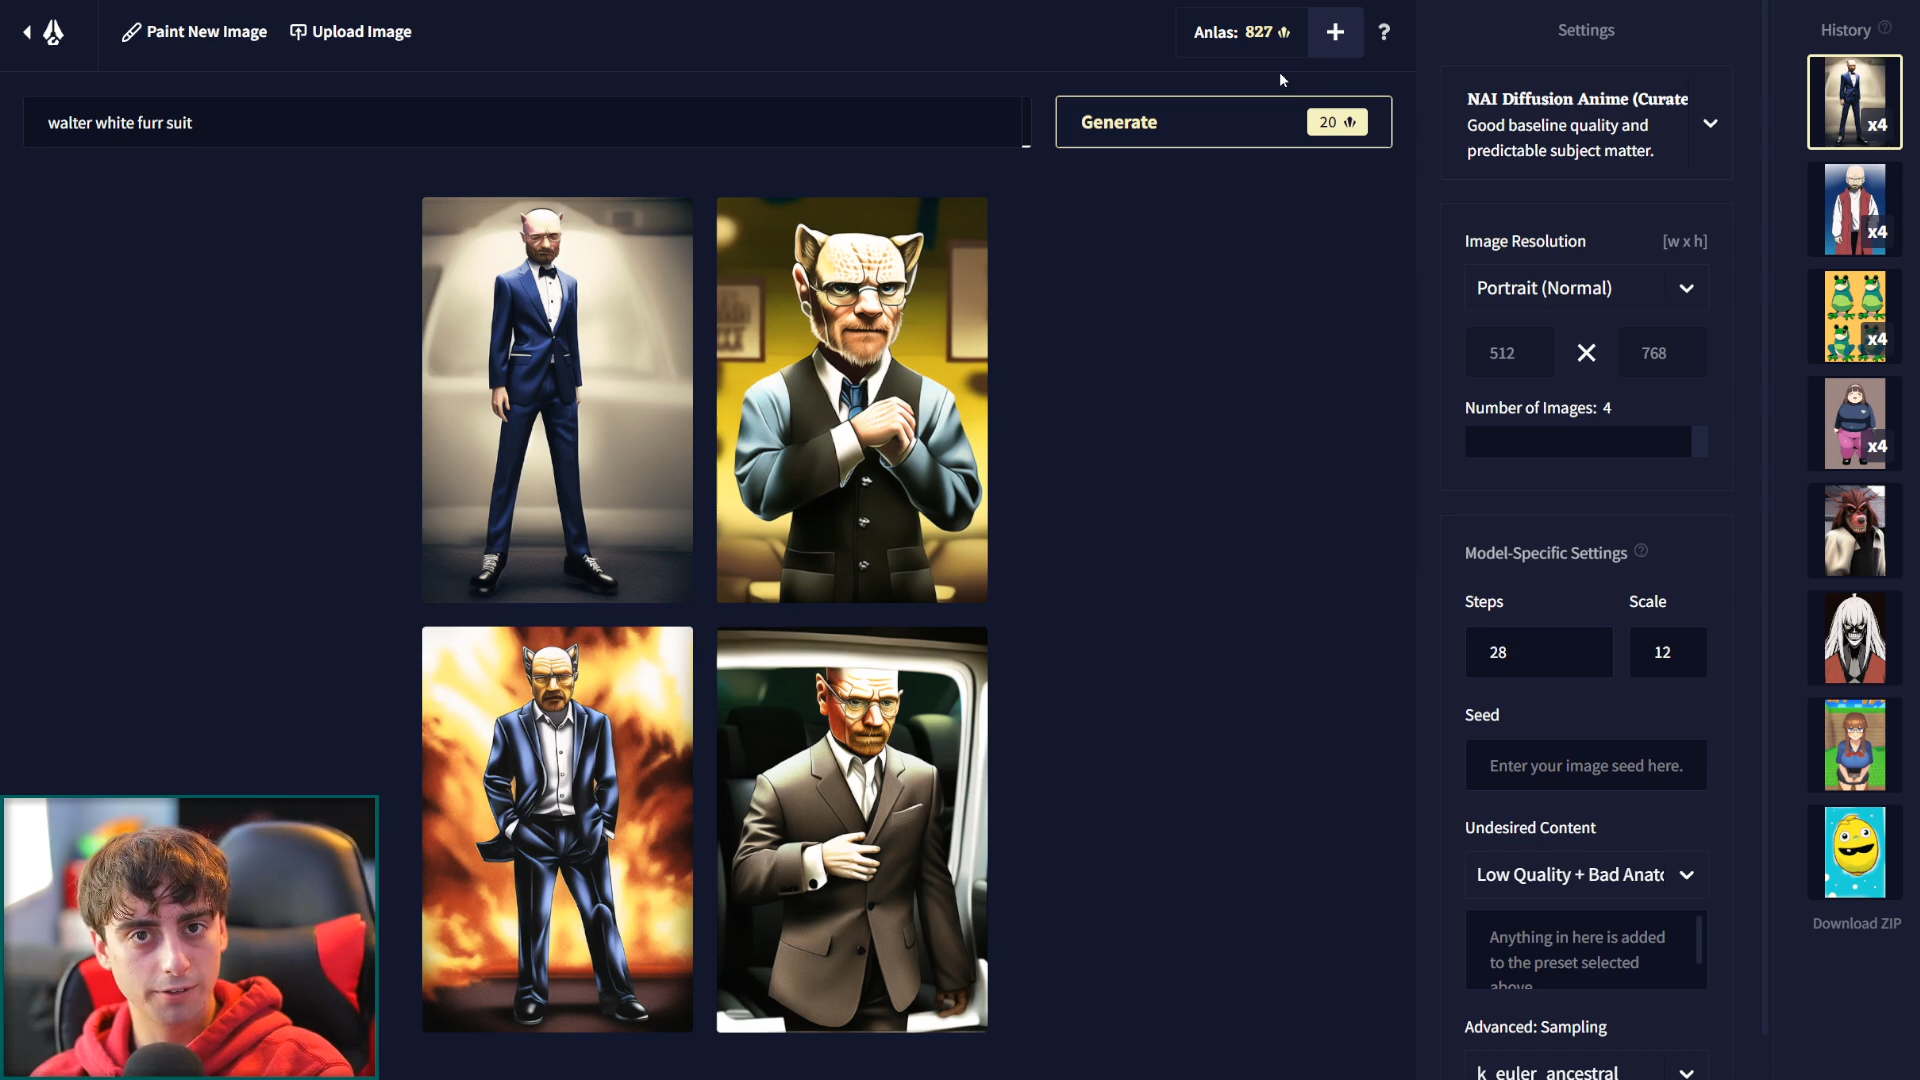 Paint New Image
Upload Image
Anlas: 827
?
Settings
History
walter white furr suit
Generate
20
NAI Diffusion Anime (Curate
Good baseline quality and
predictable subject matter.
x4
x4
x4
x4
Image Resolution
[w x h]
Portrait (Normal)
512
768
Number of Images: 4
Model-Specific Settings
Steps
Scale
28
12
Seed
Enter your image seed here.
Undesired Content
Low Quality + Bad Anato
Anything in here is added
to the preset selected
above.
Download ZIP
Advanced: Sampling
k_euler_ancestral